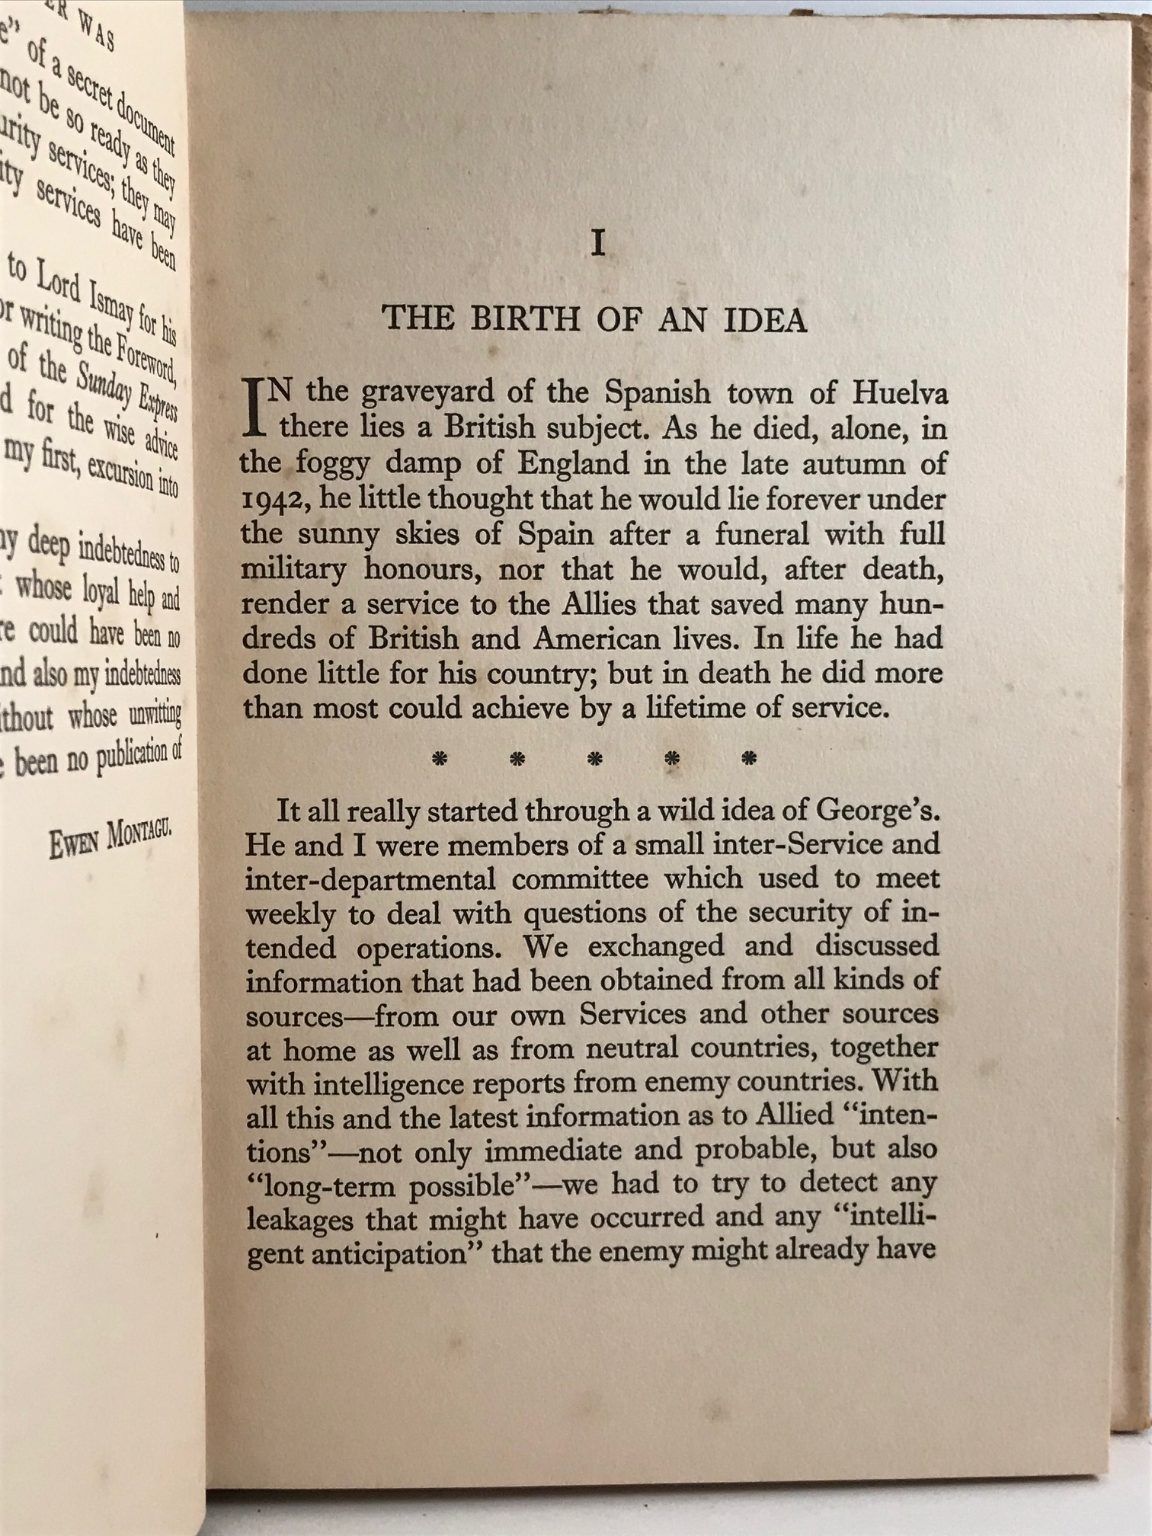 ER WAS
e” of a secret document
not be so ready as they
urity services; they may
ity services have been
to Lord Ismay for his
or writing the Foreword,
of the Sunday Express
d for the wise advice
my first, excursion into
y deep indebtedness to
whose loyal help and
re could have been no
nd also my indebtedness
ithout whose unwitting
e been no publication of
EWEN MONTAGU.
I
THE BIRTH OF AN IDEA
IN the graveyard of the Spanish town of Huelva
there lies a British subject. As he died, alone, in
the foggy damp of England in the late autumn of
1942, he little thought that he would lie forever under
the sunny skies of Spain after a funeral with full
military honours, nor that he would, after death,
render a service to the Allies that saved many hun-
dreds of British and American lives. In life he had
done little for his country; but in death he did more
than most could achieve by a lifetime of service.
* * * * *
It all really started through a wild idea of George’s.
He and I were members of a small inter-Service and
inter-departmental committee which used to meet
weekly to deal with questions of the security of in-
tended operations. We exchanged and discussed
information that had been obtained from all kinds of
sources—from our own Services and other sources
at home as well as from neutral countries, together
with intelligence reports from enemy countries. With
all this and the latest information as to Allied “inten-
tions”—not only immediate and probable, but also
“long-term possible”—we had to try to detect any
leakages that might have occurred and any “intelli-
gent anticipation” that the enemy might already have